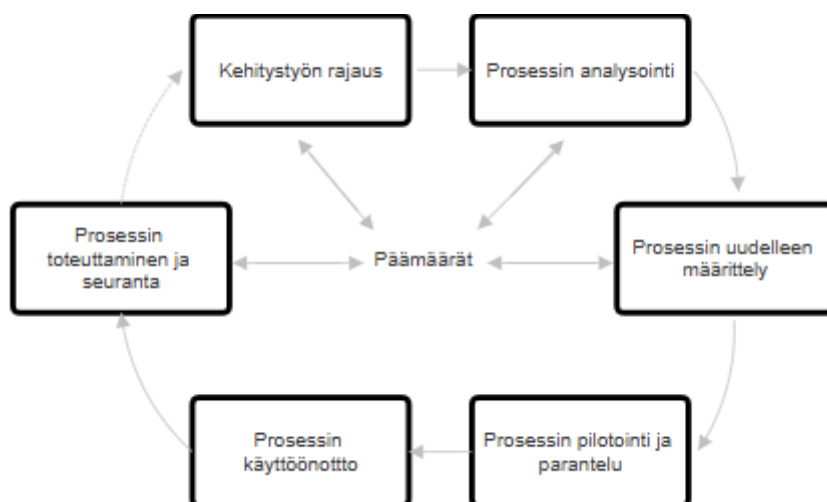 Kehitystyön rajaus
Prosessin analysointi
Prosessin
toteuttaminen ja
seuranta
Päämäärät
Prosessin uudelleen
määrittely
Prosessin
käyttöönottto
Prosessin pilotointi ja
parantelu